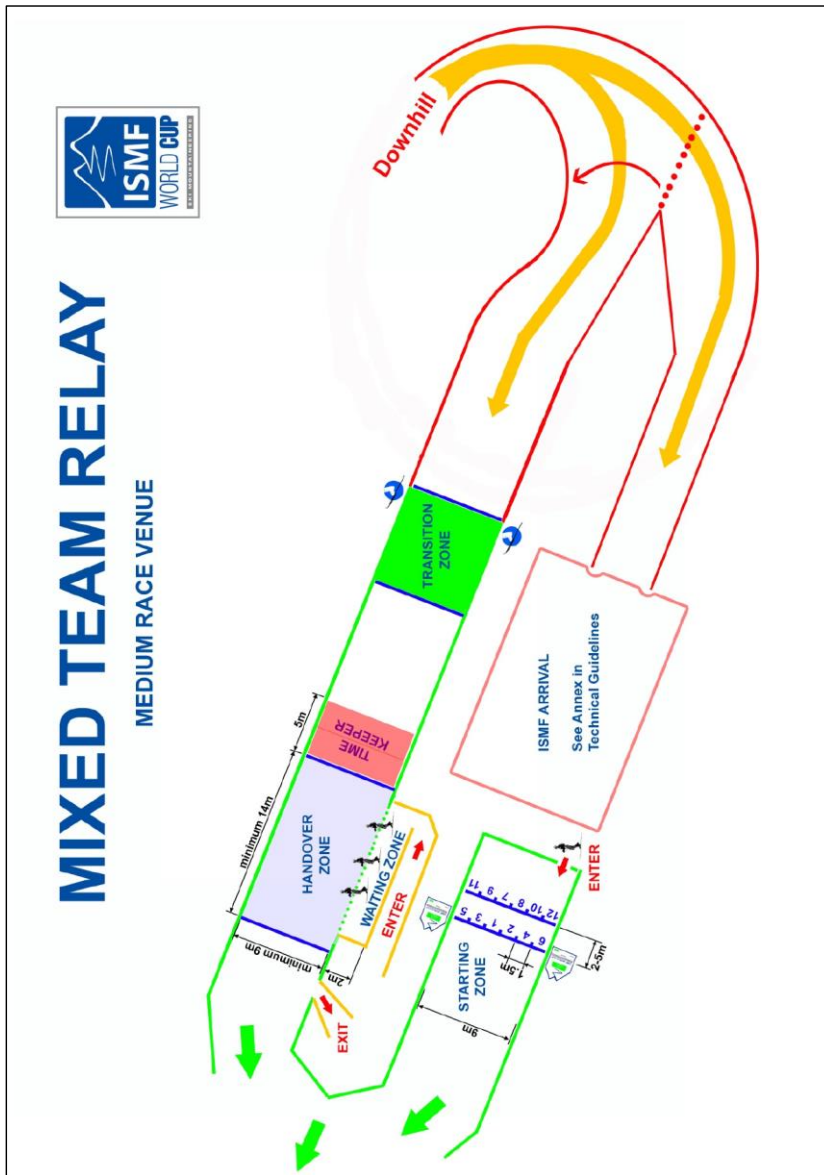 MIXED TEAM RELAY
MEDIUM RACE VENUE
ISMF
WORLD CUP
SKI MOUNTAINEERING
Downhill
TRANSITION
ZONE
5m
TIME
KEEPER
minimum 14m
HANDOVER
ZONE
minimum 9m
WAITING ZONE
ENTER
2m
EXIT
ISMF ARRIVAL
See Annex in
Technical Guidelines
ENTER
12 10 8 7 9 11
6 4 2 1 3 5
STARTING
ZONE
1.5m
2-5m
9m